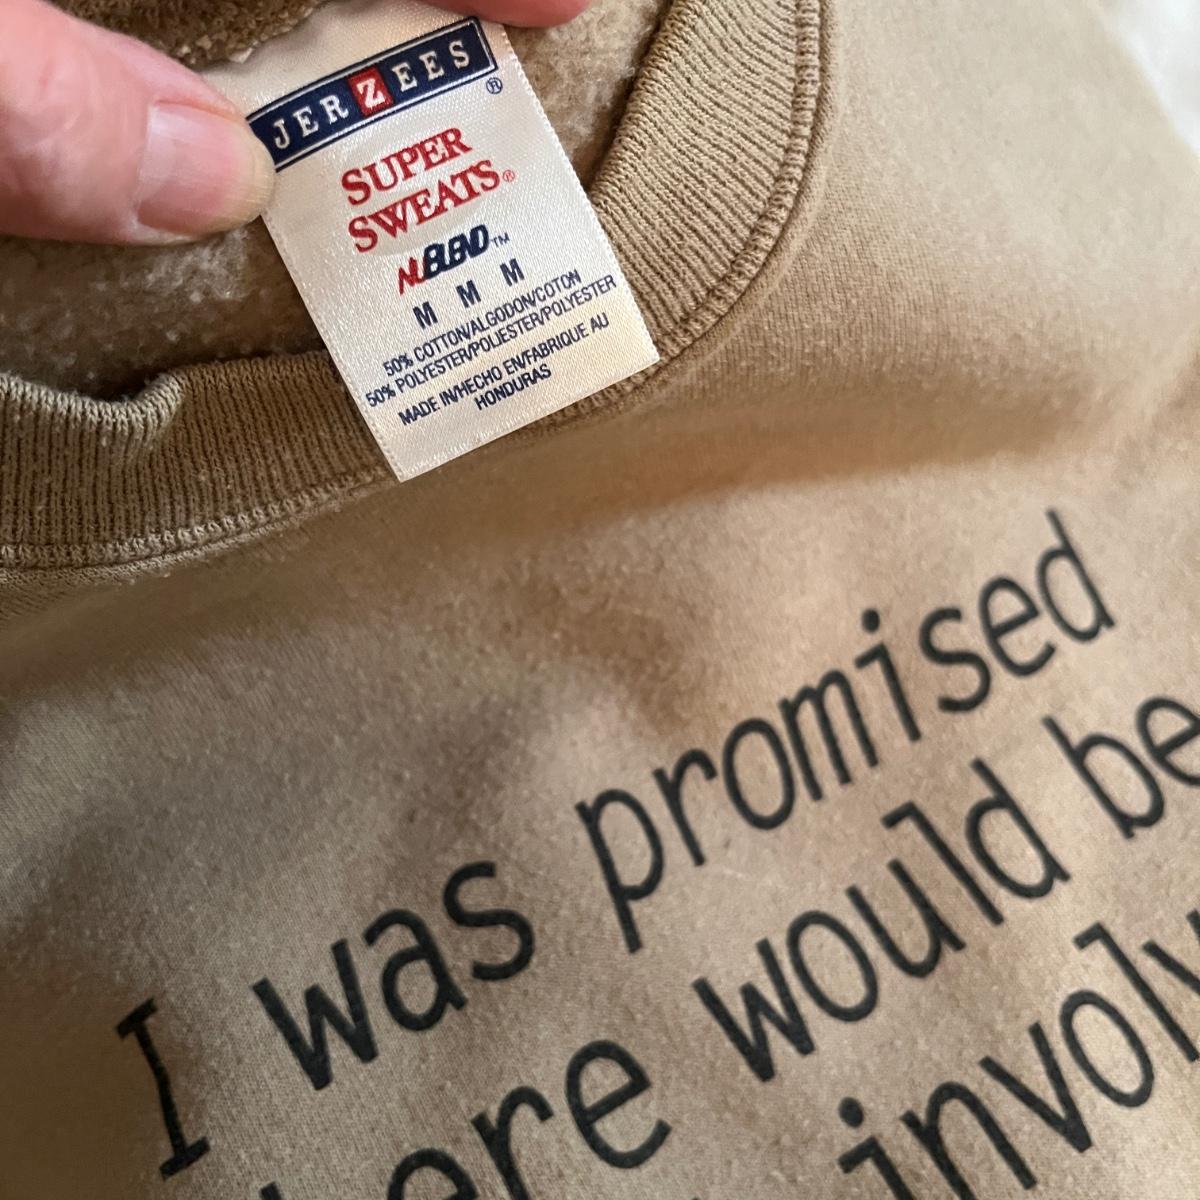 JERZEES®
SUPER
SWEATS®
NUBLEND™
M M M
50% COTTON/ALGODON/COTON
50% POLYESTER/POLIESTER/POLYESTER
MADE IN/HECHO EN/FABRIQUE AU
HONDURAS
I was promised
would be